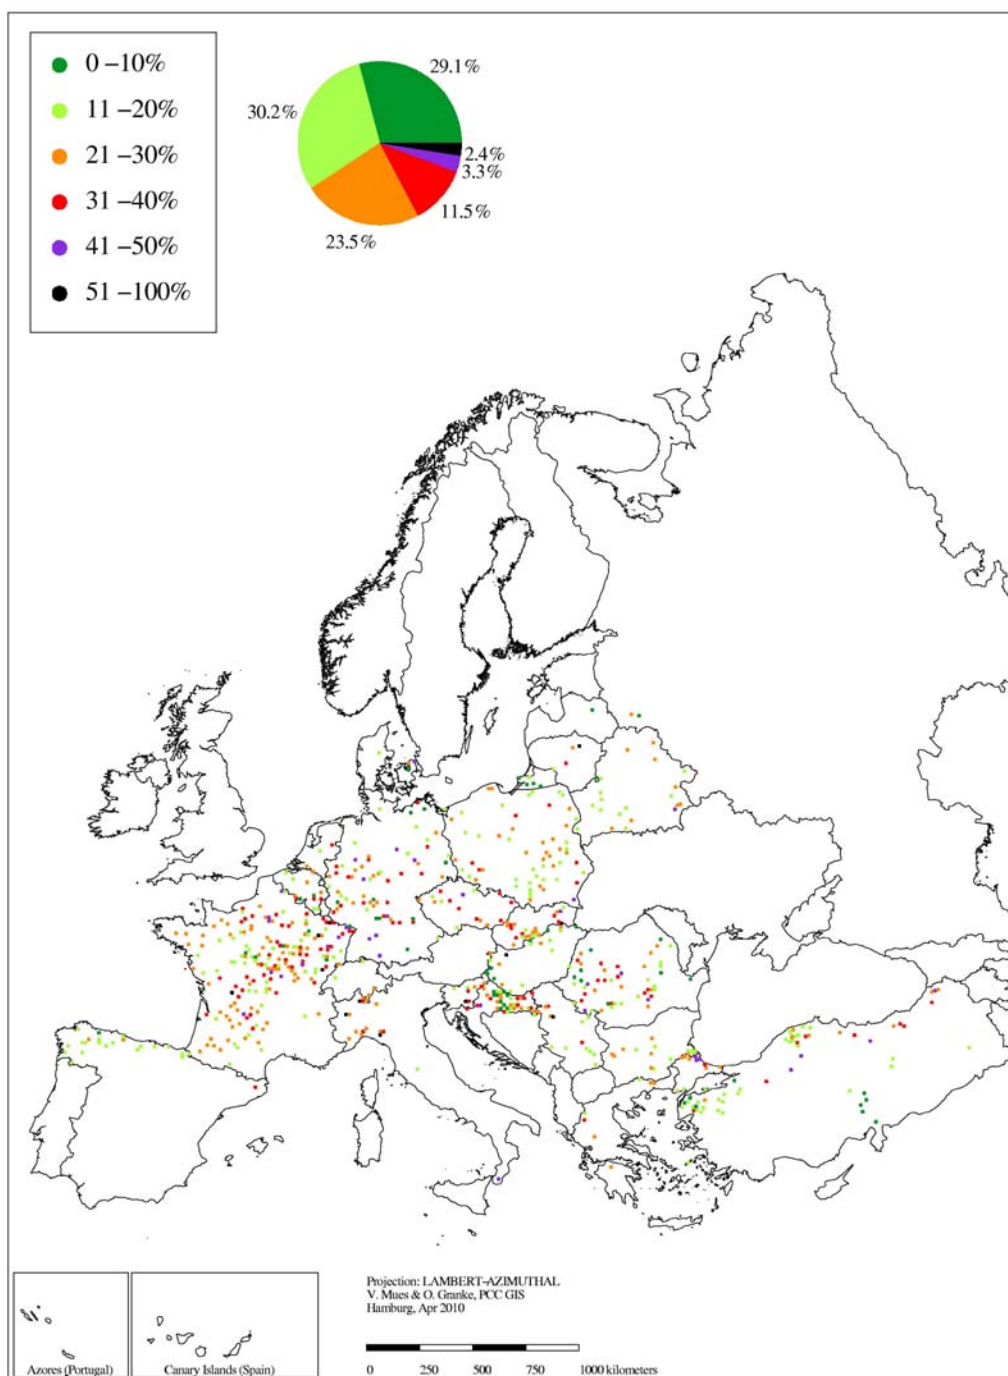 0 –10%
11 –20%
21 –30%
31 –40%
41 –50%
51 –100%
29.1%
30.2%
2.4%
3.3%
11.5%
23.5%
Projection: LAMBERT–AZIMUTHAL
V. Mues & O. Granke, PCC GIS
Hamburg, Apr 2010
Azores (Portugal)
Canary Islands (Spain)
0 250 500 750 1000 kilometers